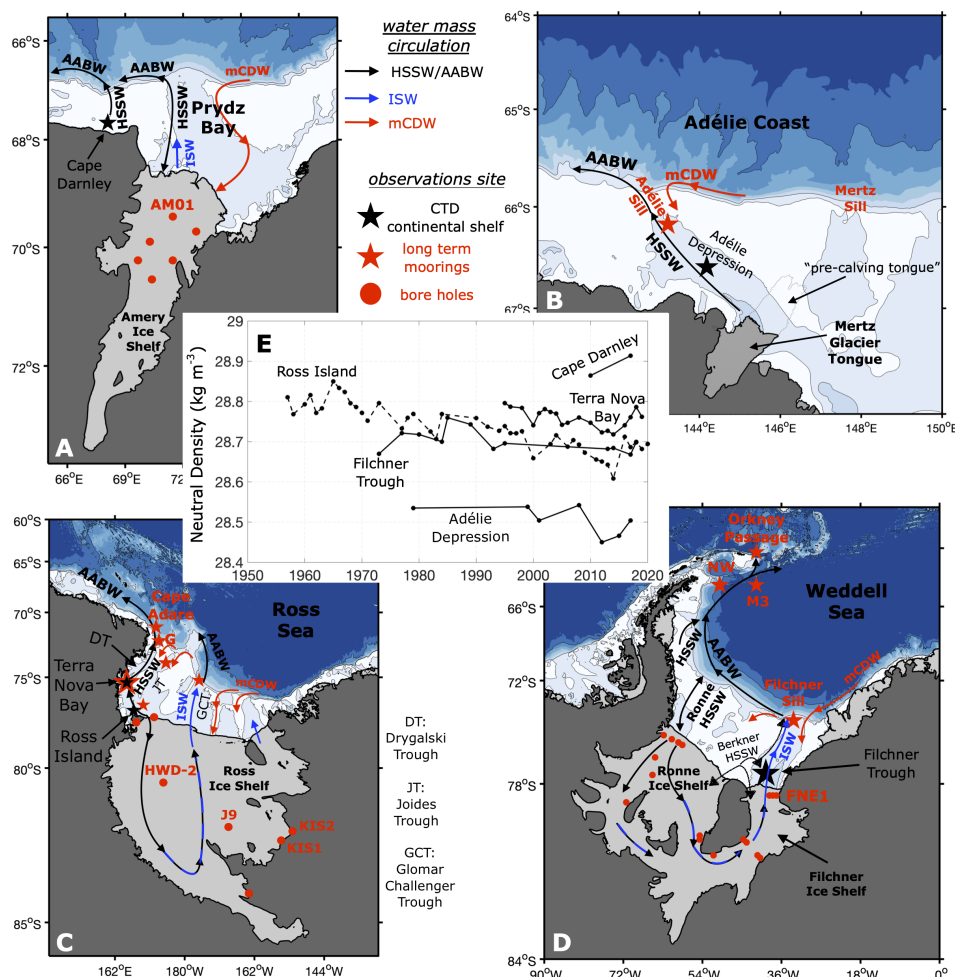 66°S
68°S
70°S
72°S
66°E
69°E
72
AABW
AABW
mCDW
HSSW
HSSW
Prydz
Bay
ISW
Cape
Darnley
AM01
Amery
Ice
Shelf
A
water mass
circulation
HSSW/AABW
ISW
mCDW
observations site
CTD
continental shelf
long term
moorings
bore holes
64°S
65°S
66°S
67°S
144°E
146°E
148°E
150°E
Adélie Coast
AABW
mCDW
Adélie
Sill
Mertz
Sill
HSSW
Adélie
Depression
"pre-calving tongue"
Mertz
Glacier
Tongue
B
E
Neutral Density (kg m⁻³)
29
28.9
28.8
28.7
28.6
28.5
28.4
1950
1960
1970
1980
1990
2000
2010
2020
Ross Island
Cape Darnley
Terra Nova
Bay
Filchner
Trough
Adélie
Depression
60°S
70°S
75°S
80°S
85°S
162°E
180°W
162°W
144°W
AABW
Cape
Adare
Ross
Sea
DT
G
HSSW
JT
AABW
Terra
Nova
Bay
ISW
GCT
mCDW
Ross
Island
HWD-2
Ross
Ice Shelf
J9
KIS2
KIS1
C
DT:
Drygalski
Trough
JT:
Joides
Trough
GCT:
Glomar
Challenger
Trough
60°S
66°S
72°S
78°S
84°S
90°W
72°W
54°W
36°W
18°W
0°
Orkney
Passage
NW
M3
Weddell
Sea
HSSW
AABW
mCDW
Filchner
Sill
Ronne
HSSW
Berkner
HSSW
ISW
Filchner
Trough
Ronne
Ice Shelf
FNE1
Filchner
Ice Shelf
D